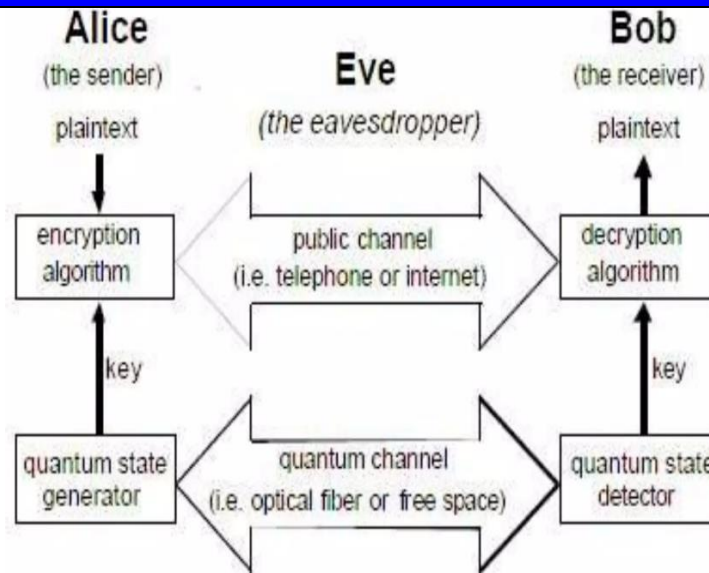 Alice
(the sender)
plaintext
encryption
algorithm
key
quantum state
generator
Eve
(the eavesdropper)
public channel
(i.e. telephone or internet)
quantum channel
(i.e. optical fiber or free space)
Bob
(the receiver)
plaintext
decryption
algorithm
key
quantum state
detector